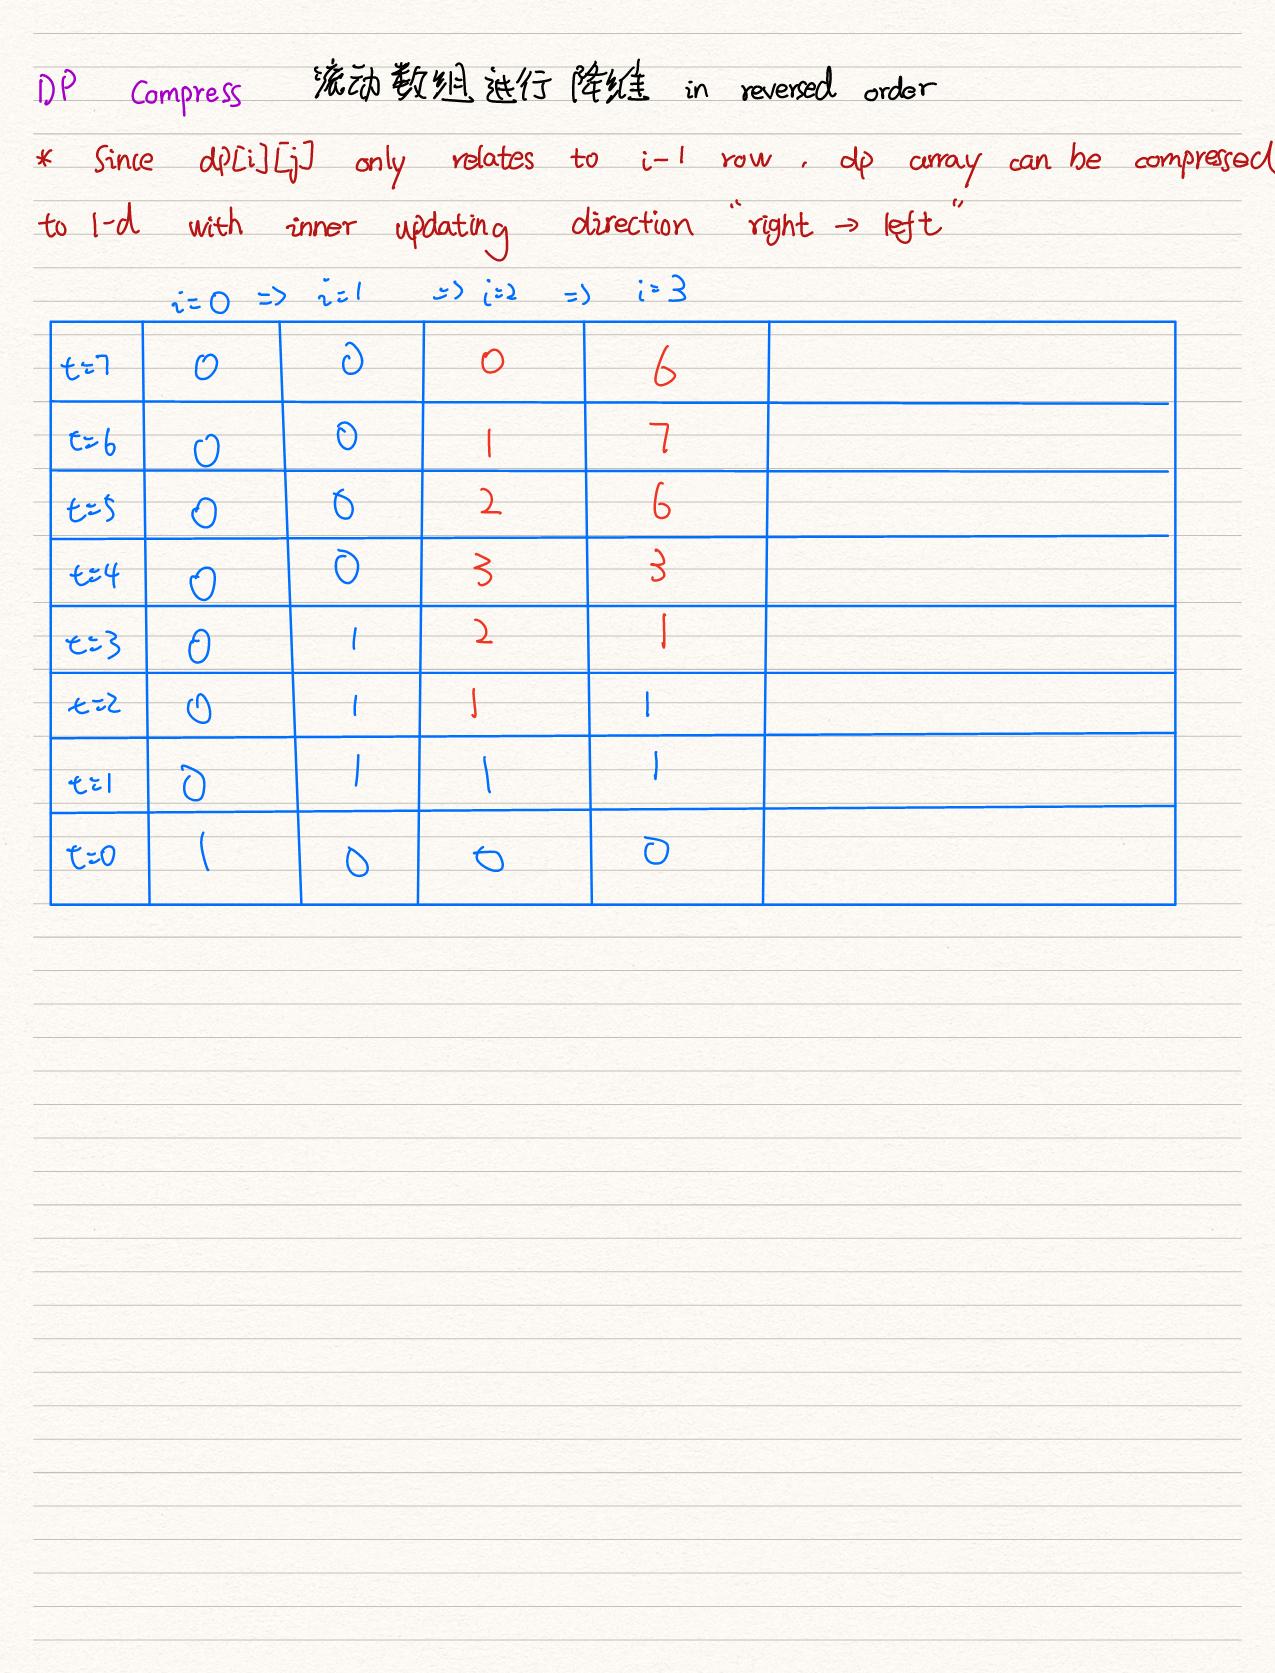 DP Compress 流动数组进行降维 in reversed order
* Since dp[i][j] only relates to i-1 row, dp array can be compressed
to 1-d with inner updating direction "right → left"
i=0 => i=1 => i=2 => i=3
t=7 0 0 0 6
t=6 0 0 1 7
t=5 0 0 2 6
t=4 0 0 3 3
t=3 0 1 2 1
t=2 0 1 1 1
t=1 0 1 1 1
t=0 1 0 0 0